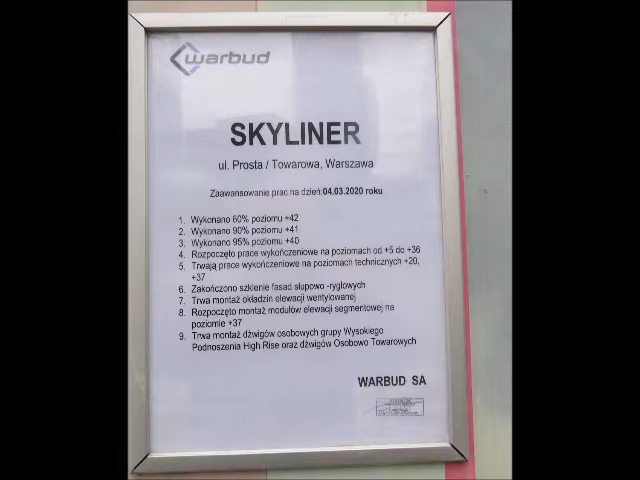 warbud
SKYLINER
ul. Prosta / Towarowa, Warszawa
Zaawansowanie prac na dzień:04.03.2020 roku
1. Wykonano 60% poziomu +42
2. Wykonano 90% poziomu +41
3. Wykonano 95% poziomu +40
4. Rozpoczęto prace wykończeniowe na poziomach od +5 do +36
5. Trwają prace wykończeniowe na poziomach technicznych +20,
+37
6. Zakończono szklenie fasad słupowo -ryglowych
7. Trwa montaż okładzin elewacji wentylowanej
8. Rozpoczęto montaż modułów elewacji segmentowej na
poziomie +37
9. Trwa montaż dźwigów osobowych grupy Wysokiego
Podnoszenia High Rise oraz dźwigów Osobowo Towarowych
WARBUD SA